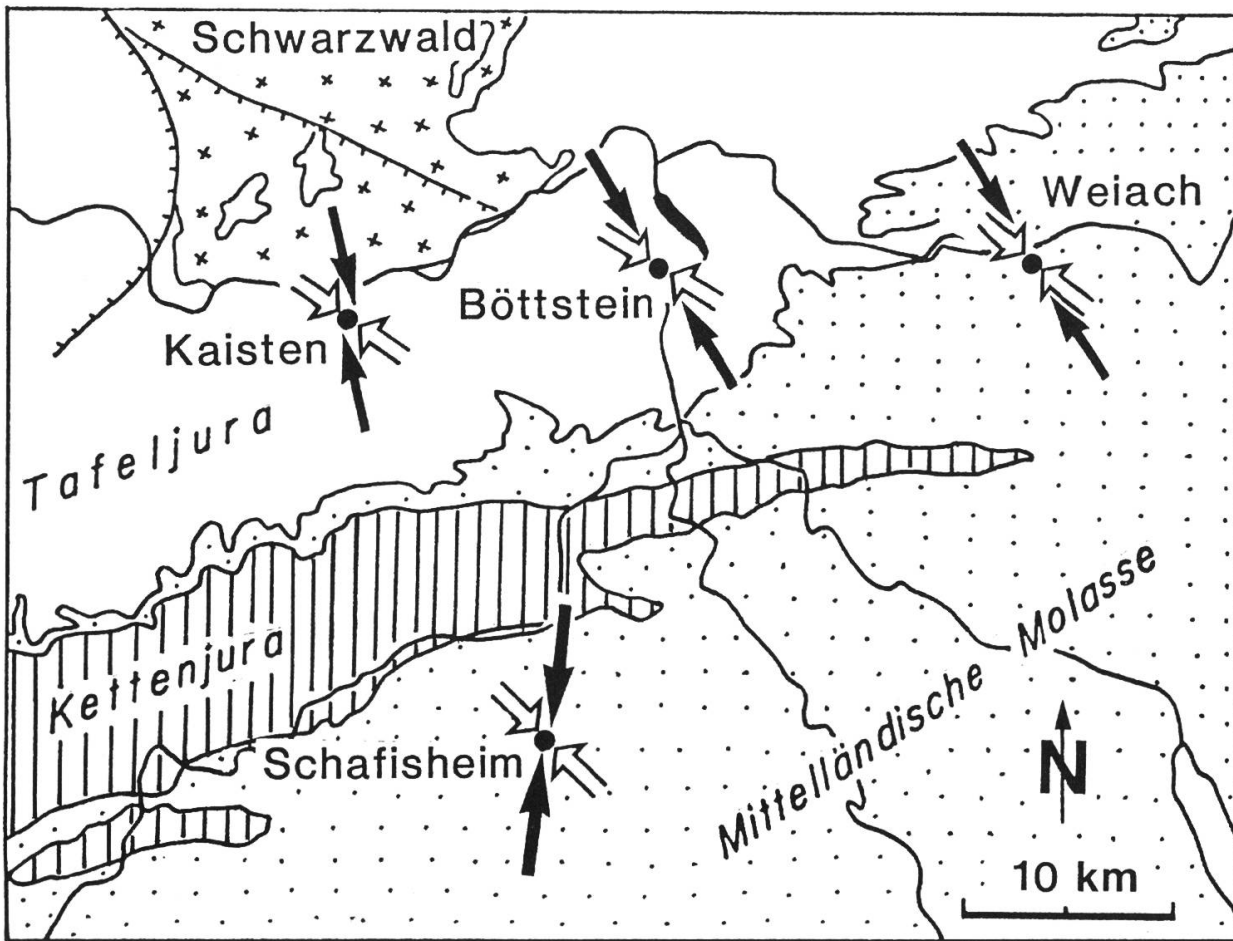 Schwarzwald
Weiach
Böttstein
Kaisten
Tafeljura
Kettenjura
Schafisheim
Mittelländische Molasse
N
10 km